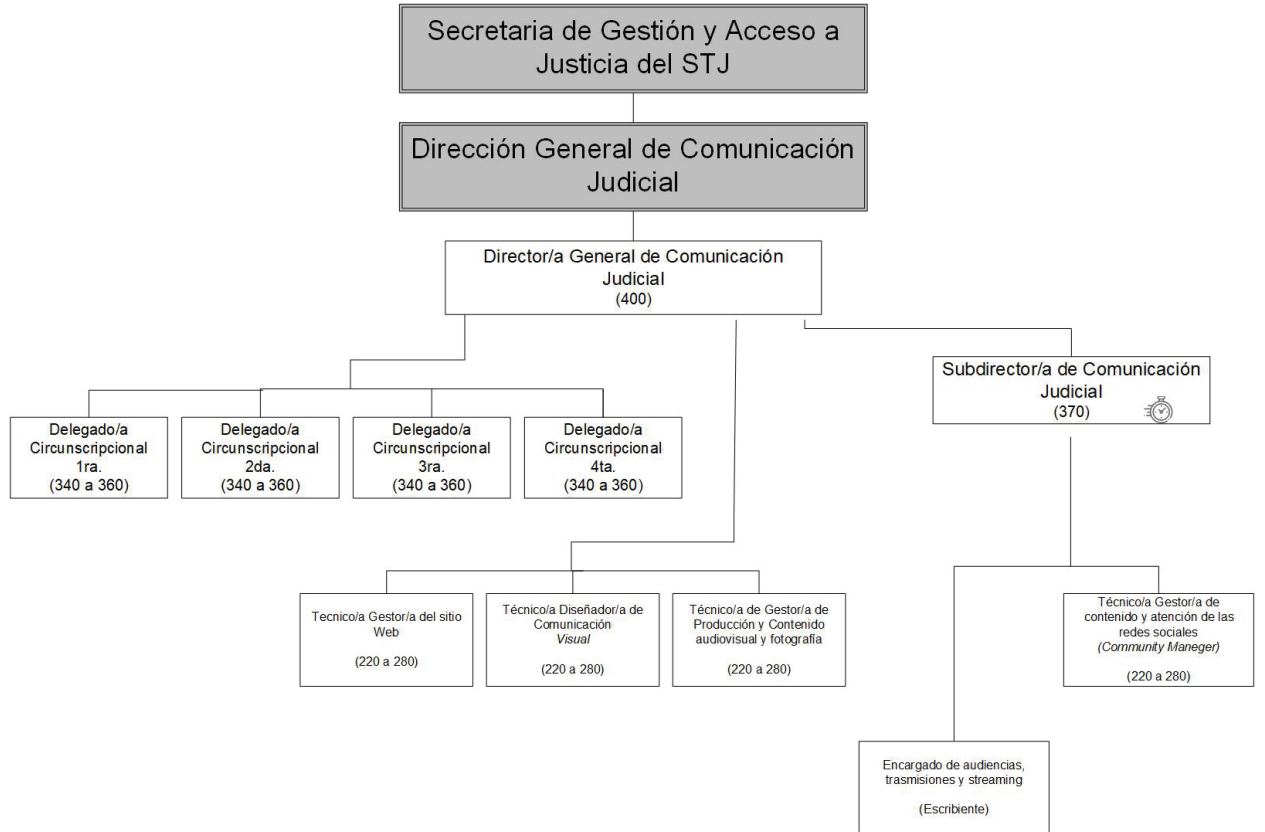 Secretaria de Gestión y Acceso a
Justicia del STJ
Dirección General de Comunicación
Judicial
Director/a General de Comunicación
Judicial
(400)
Subdirector/a de Comunicación
Judicial
(370)
Delegado/a
Circunscripcional
1ra.
(340 a 360)
Delegado/a
Circunscripcional
2da.
(340 a 360)
Delegado/a
Circunscripcional
3ra.
(340 a 360)
Delegado/a
Circunscripcional
4ta.
(340 a 360)
Tecnico/a Gestor/a del sitio
Web
(220 a 280)
Técnico/a Diseñador/a de
Comunicación
Visual
(220 a 280)
Técnico/a de Gestor/a de
Producción y Contenido
audiovisual y fotografía
(220 a 280)
Técnico/a Gestor/a de
contenido y atención de las
redes sociales
(Community Maneger)
(220 a 280)
Encargado de audiencias,
trasmisiones y streaming
(Escribiente)